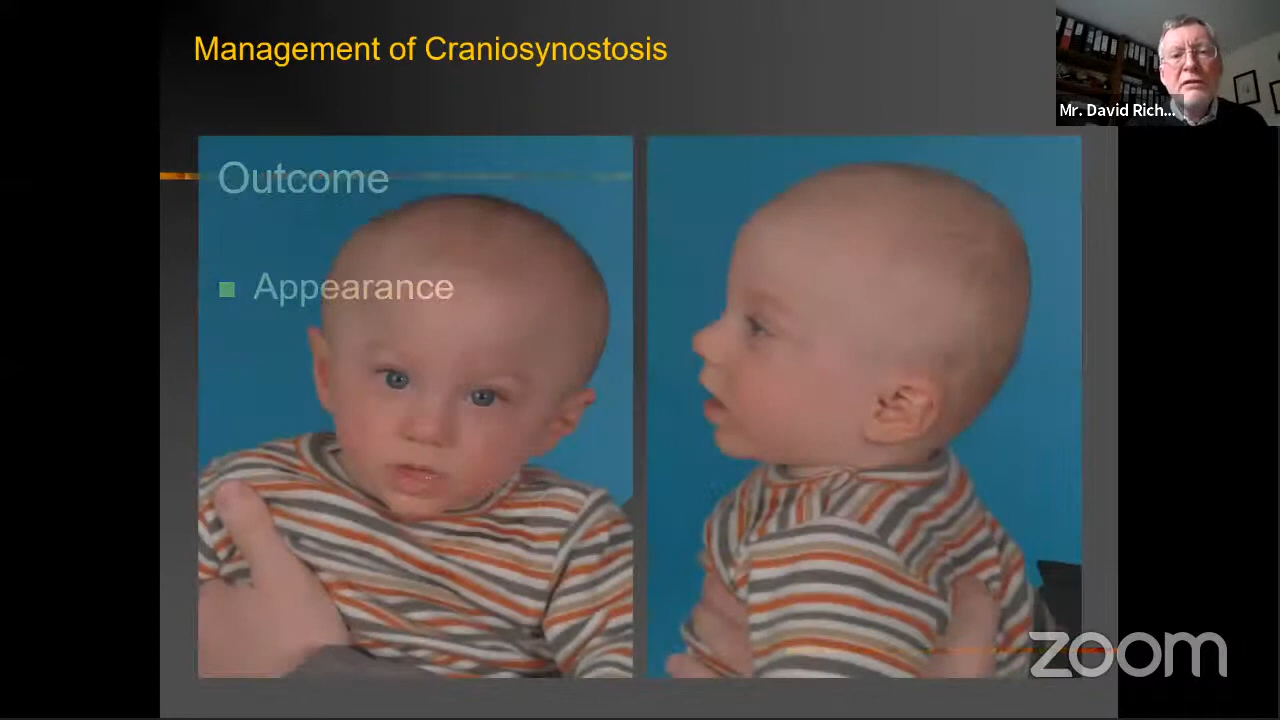 Management of Craniosynostosis
Mr. David Rich...
Outcome
Appearance
zoom